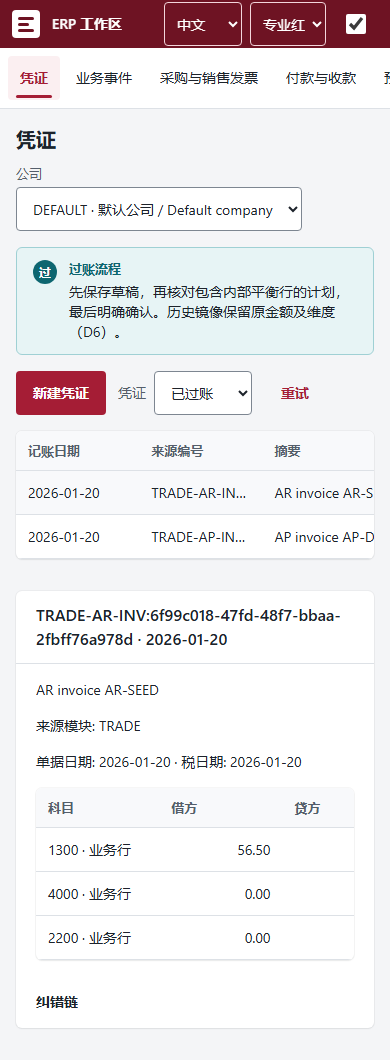 ERP 工作区 中文 专业红
凭证 业务事件 采购与销售发票 付款与收款
凭证
公司
DEFAULT · 默认公司 / Default company
过 过账流程
先保存草稿，再核对包含内部平衡行的计划，
最后明确确认。历史镜像保留原金额及维度
（D6）。
新建凭证 凭证 已过账 重试
记账日期 来源编号 摘要
2026-01-20 TRADE-AR-IN... AR invoice AR-S
2026-01-20 TRADE-AP-IN... AP invoice AP-D
TRADE-AR-INV:6f99c018-47fd-48f7-bbaa-
2fbff76a978d · 2026-01-20
AR invoice AR-SEED
来源模块: TRADE
单据日期: 2026-01-20 · 税日期: 2026-01-20
科目 借方 贷方
1300 · 业务行 56.50
4000 · 业务行 0.00
2200 · 业务行 0.00
纠错链